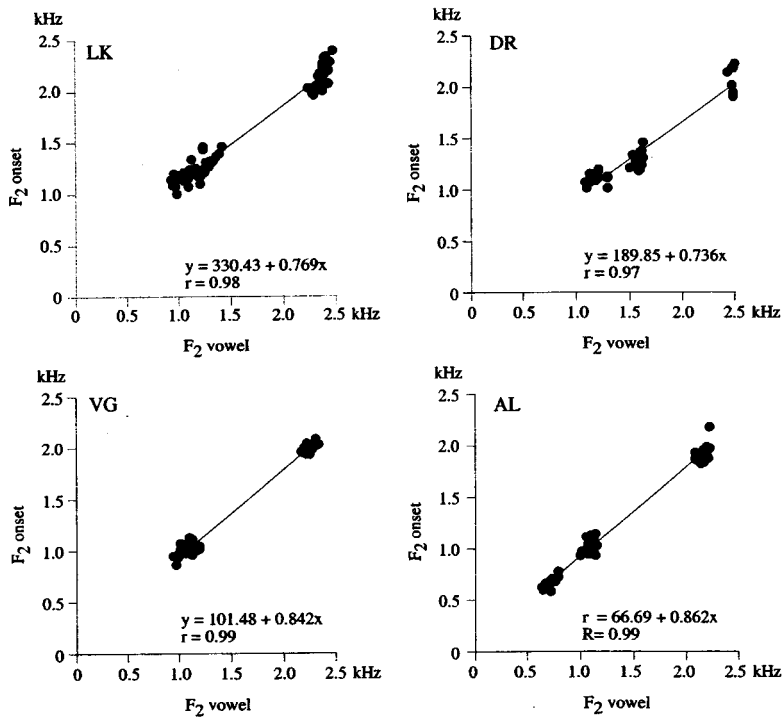 kHz
2.5
LK
2.0
1.5
F2 onset
1.0
0.5
y = 330.43 + 0.769x
r = 0.98
0
0 0.5 1.0 1.5 2.0 2.5 kHz
F2 vowel
kHz
2.5
DR
2.0
1.5
F2 onset
1.0
0.5
y = 189.85 + 0.736x
r = 0.97
0
0 0.5 1.0 1.5 2.0 2.5 kHz
F2 vowel
kHz
2.5
VG
2.0
1.5
F2 onset
1.0
0.5
y = 101.48 + 0.842x
r = 0.99
0
0 0.5 1.0 1.5 2.0 2.5 kHz
F2 vowel
kHz
2.5
AL
2.0
1.5
F2 onset
1.0
0.5
r = 66.69 + 0.862x
R= 0.99
0
0 0.5 1.0 1.5 2.0 2.5
kHz
F2 vowel